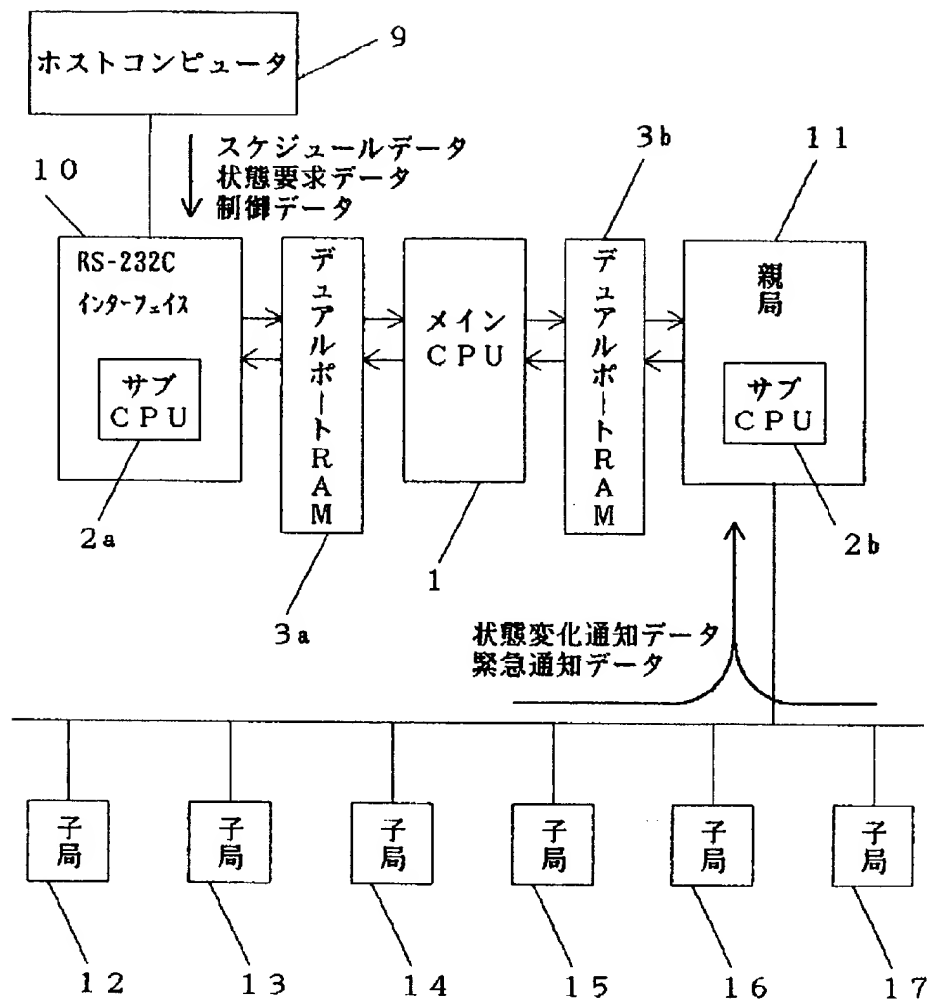 9
ホストコンピュータ
10
スケジュールデータ
状態要求データ
制御データ
3b
11
RS-232C
インターフェイス
サブ
CPU
2a
デュアルポートRAM
3a
メイン
CPU
1
デュアルポートRAM
親局
サブ
CPU
2b
状態変化通知データ
緊急通知データ
子局
子局
子局
子局
子局
子局
12
13
14
15
16
17